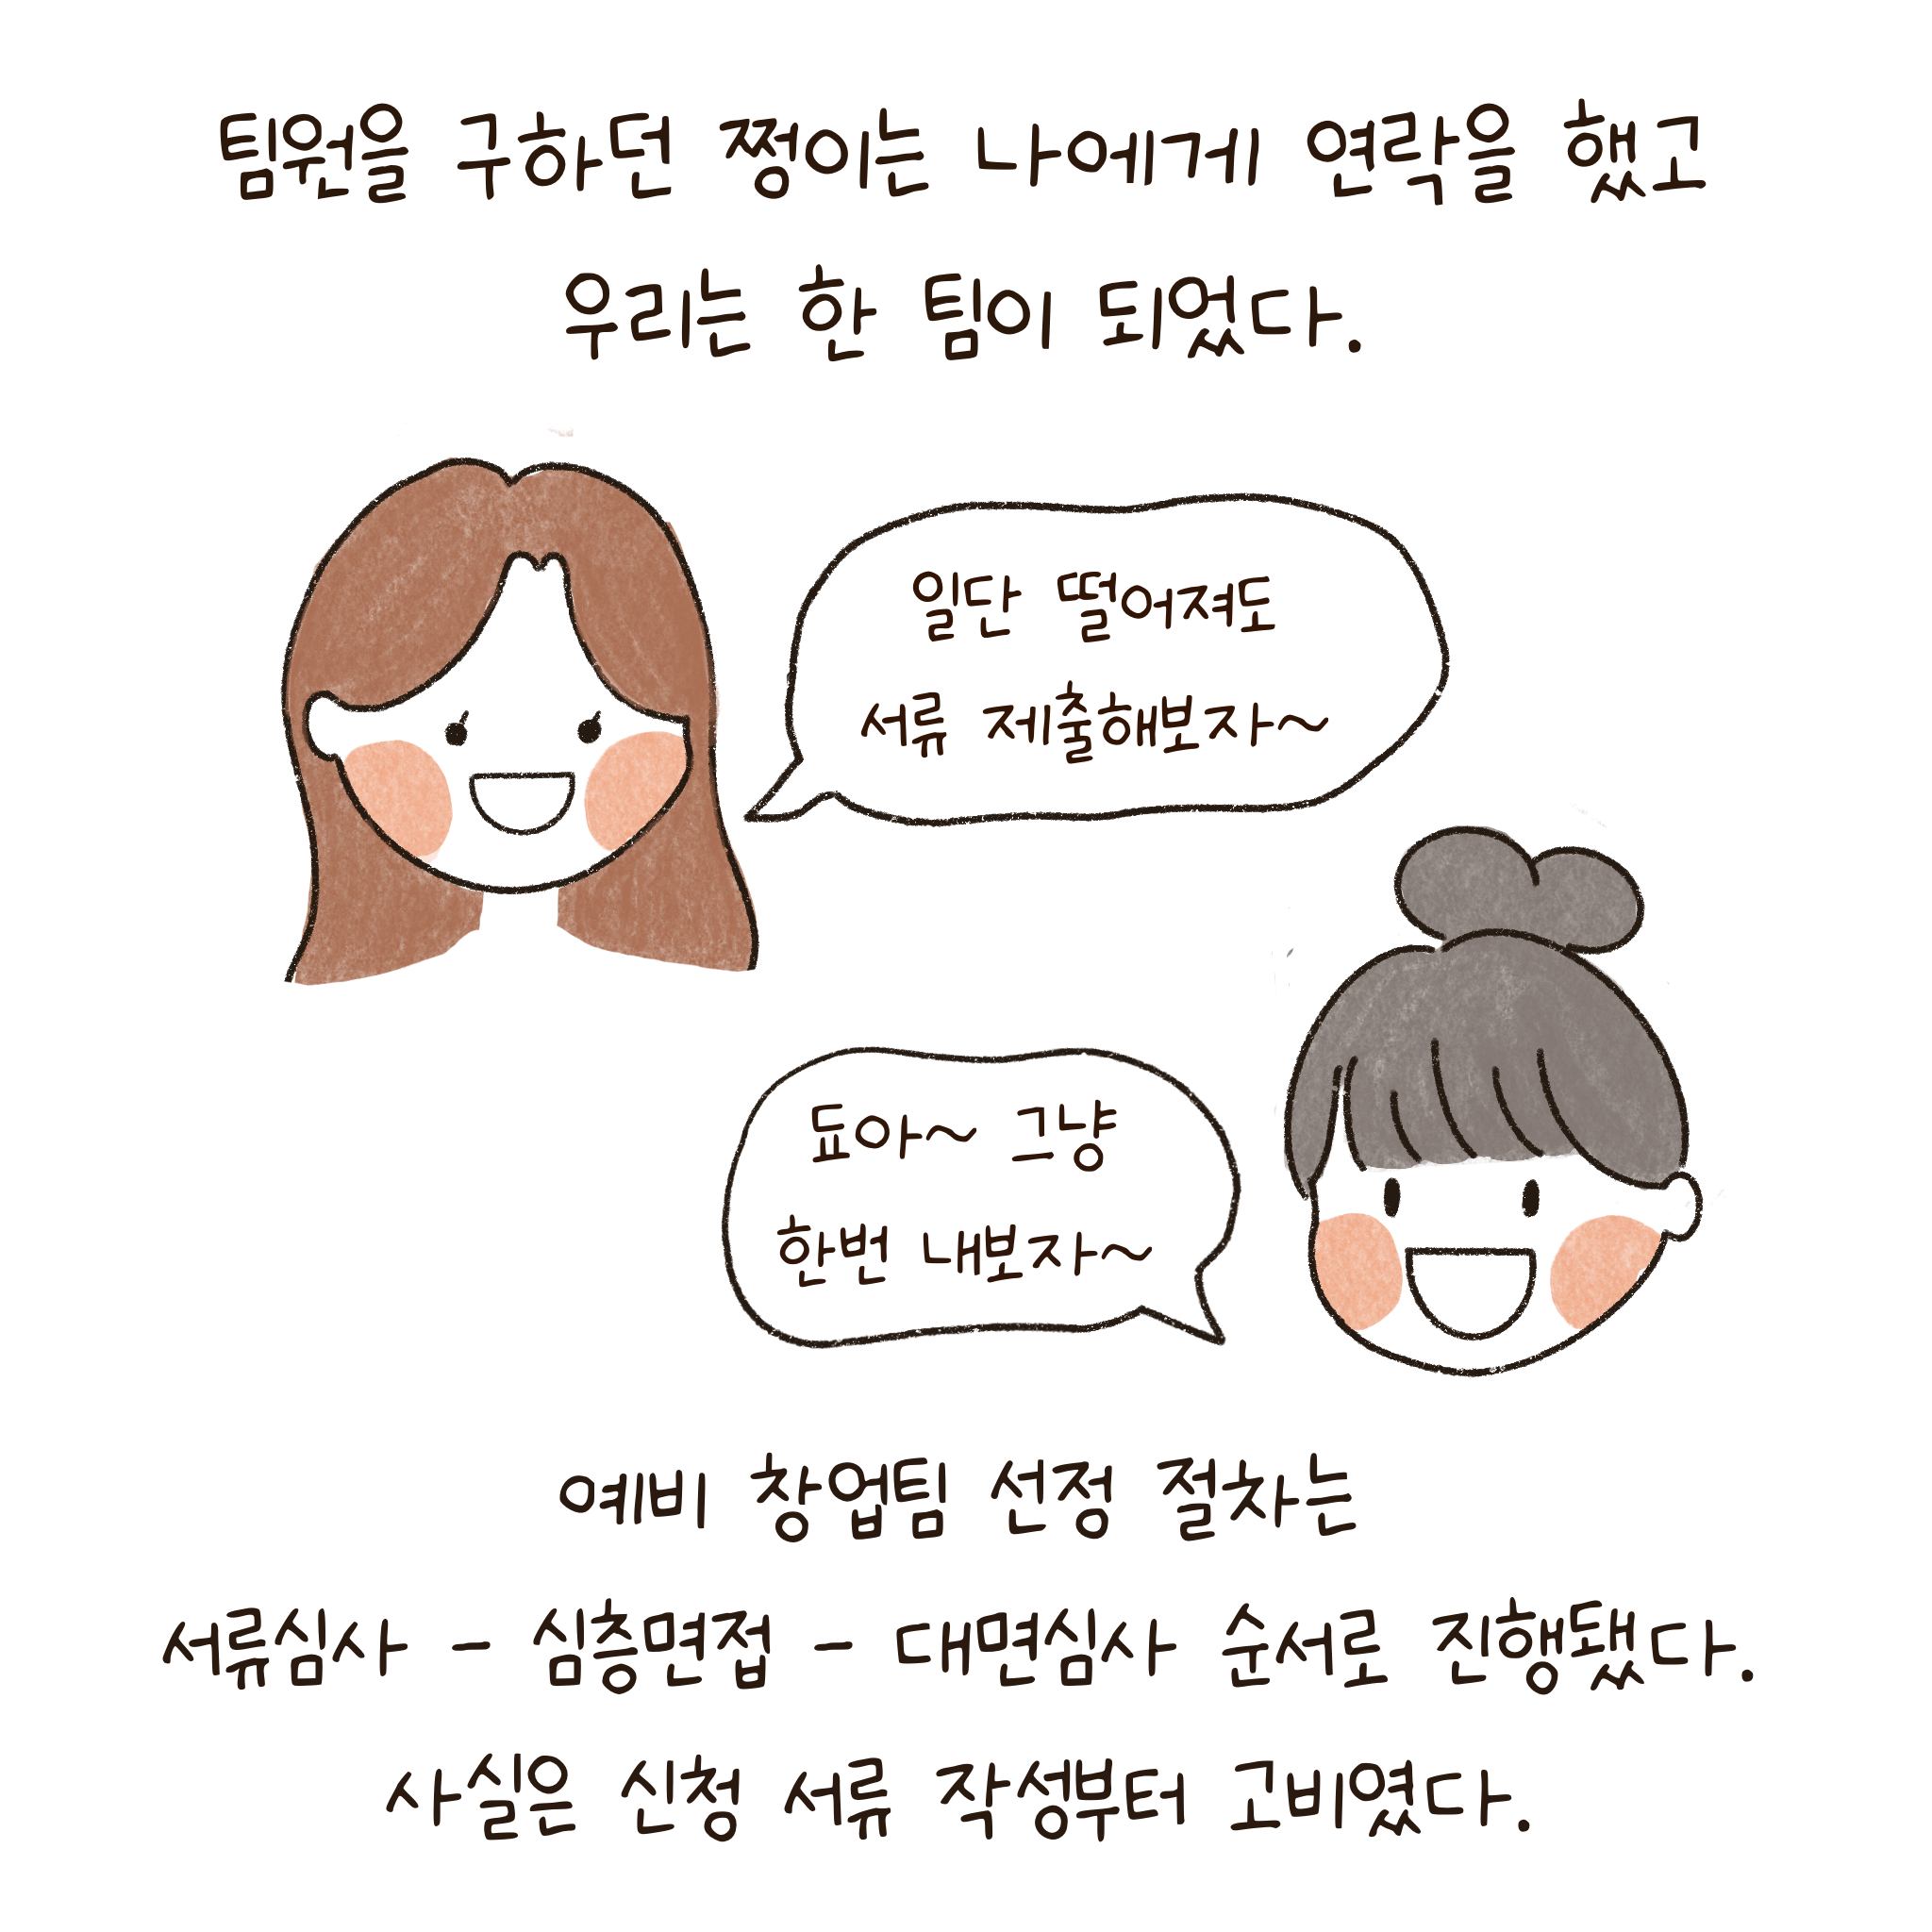 팀원을 구하던 쩡이는 나에게 연락을 했고
우리는 한 팀이 되었다.
일단 떨어져도
서류 제출해보자~
됴아~ 그냥
한번 내보자~
예비 창업팀 선정 절차는
서류심사 - 심층면접 - 대면심사 순서로 진행됐다.
사실은 신청 서류 작성부터 고비였다.